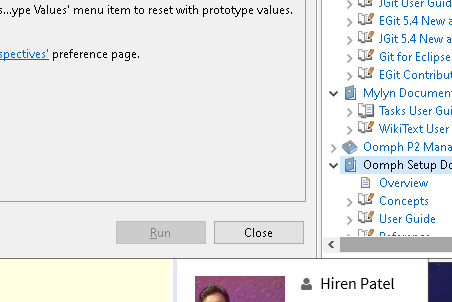 s...ype Values' menu item to reset with prototype values.
spectives' preference page.
Run
Close
JGit User Guid
EGit 5.4 New a
JGit 5.4 New a
Git for Eclipse
EGit Contribut
Mylyn Document
Tasks User Gui
WikiText User
Oomph P2 Mana
Oomph Setup Do
Overview
Concepts
User Guide
Reference
Hiren Patel